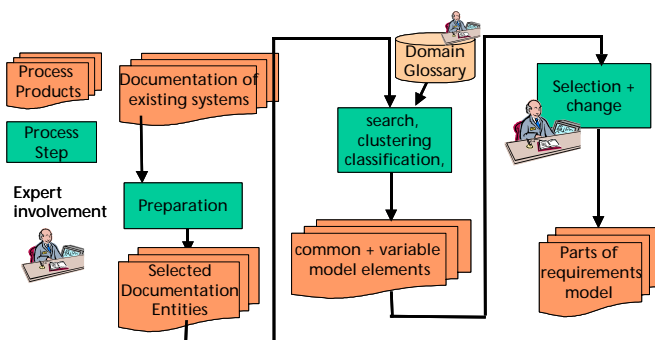 Process
Products
Process
Step
Expert
involvement
Documentation of
existing systems
Preparation
Selected
Documentation
Entities
Domain
Glossary
search,
clustering
classification,
common + variable
model elements
Selection +
change
Parts of
requirements
model